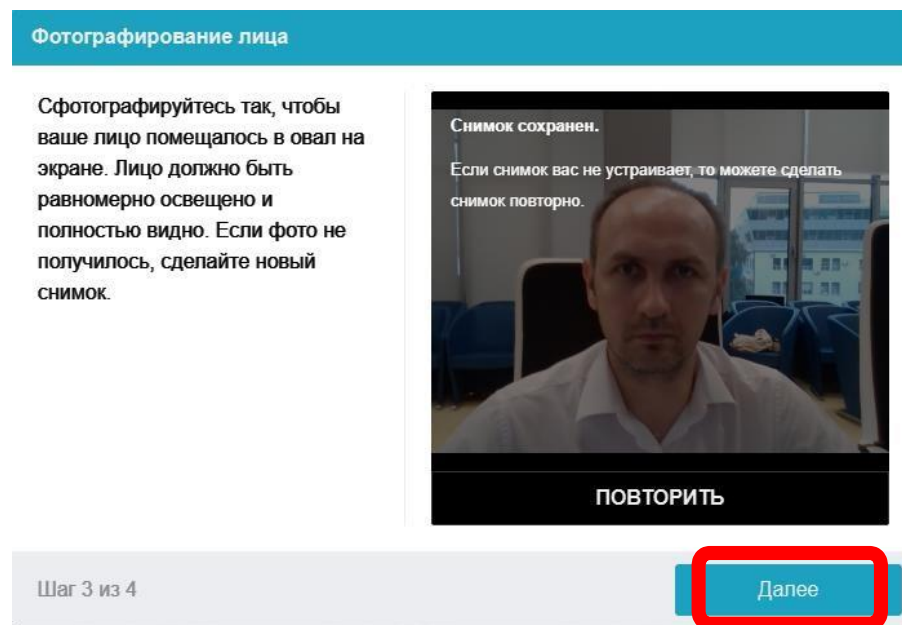 Фотографирование лица
Сфотографируйтесь так, чтобы
ваше лицо помещалось в овал на
экране. Лицо должно быть
равномерно освещено и
полностью видно. Если фото не
получилось, сделайте новый
снимок.
Снимок сохранен.
Если снимок вас не устраивает, то можете сделать
снимок повторно.
ПОВТОРИТЬ
Шаг 3 из 4
Далее